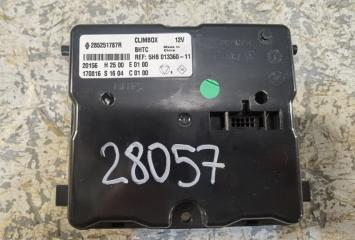 285251787R CLIMBOX 12V
BHTC Made in China
REF: 5HB 013360-11
20156 H 25 00 E 01 00
170816 S 16 04 C 01 00
28057